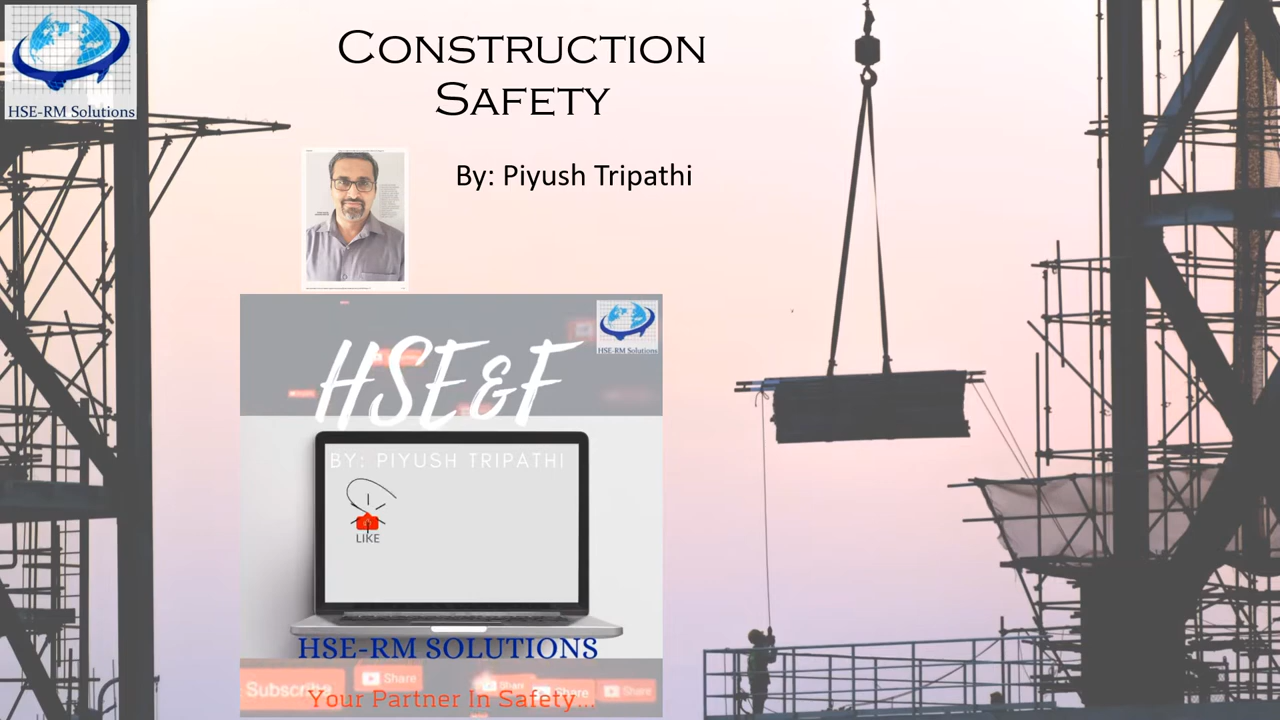 HSE-RM Solutions
CONSTRUCTION
SAFETY
By: Piyush Tripathi
HSE-RM Solutions
HSE&F
BY: PIYUSH TRIPATHI
LIKE
HSE-RM SOLUTIONS
Subscribe
Share
Share
Share
Share
Your Partner In Safety...